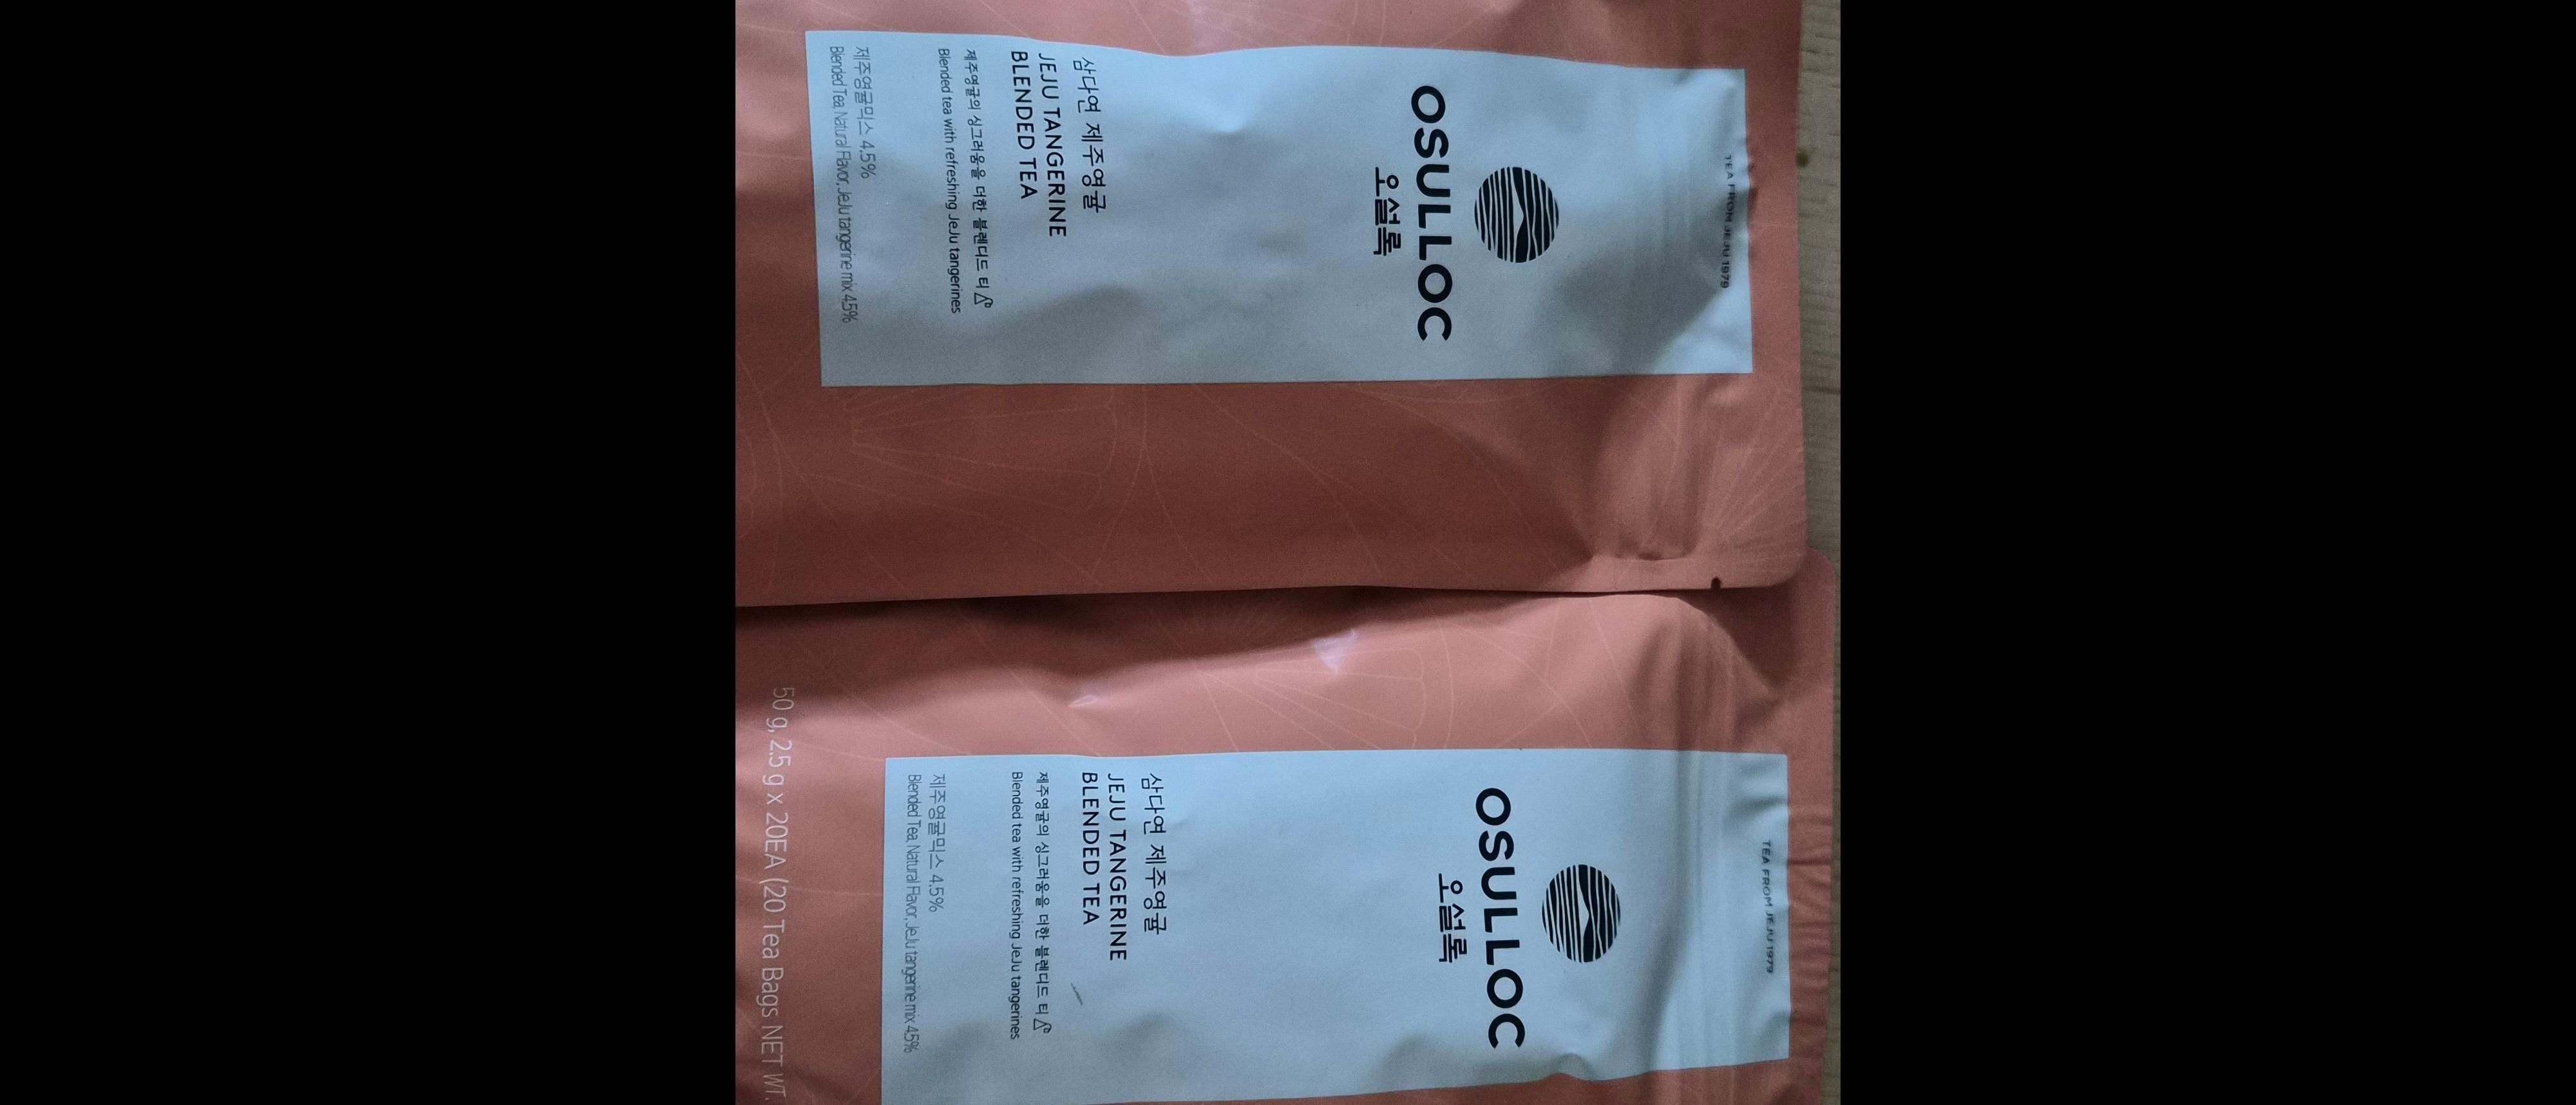 TEA FROM JEJU 1979
OSULLOC
오설록
삼다연 제주영귤
JEJU TANGERINE
BLENDED TEA
제주영귤의 싱그러움을 더한 블렌디드 티
Blended tea with refreshing JeJu tangerines
제주영귤믹스 4.5%
Blended Tea, Natural Flavor, JeJu tangerine mix 4.5%
TEA FROM JEJU 1979
OSULLOC
오설록
삼다연 제주영귤
JEJU TANGERINE
BLENDED TEA
제주영귤의 싱그러움을 더한 블렌디드 티
Blended tea with refreshing JeJu tangerines
제주영귤믹스 4.5%
Blended Tea, Natural Flavor, JeJu tangerine mix 4.5%
50 g, 2.5 g x 20EA (20 Tea Bags NET WT.